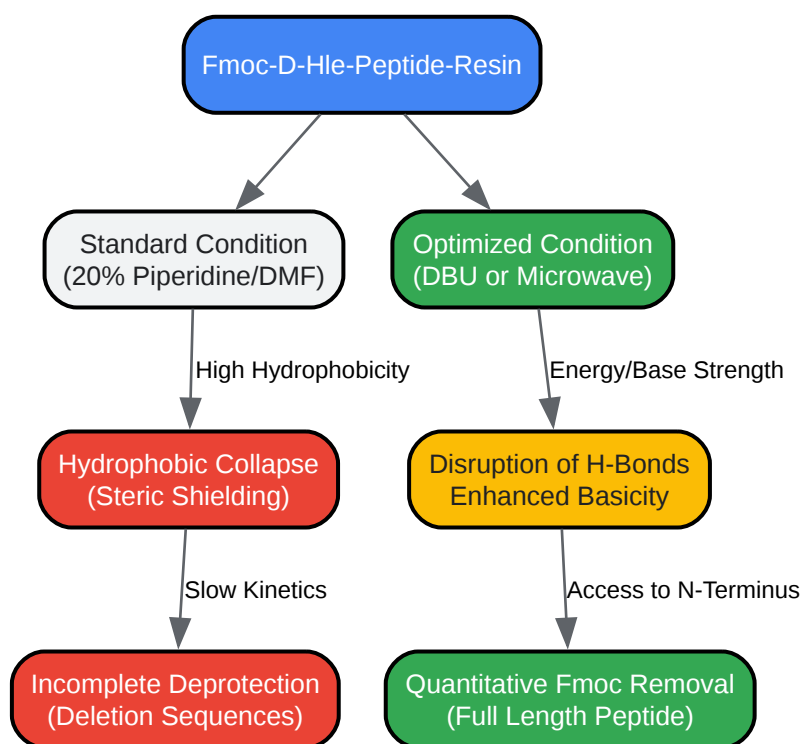 Fmoc-D-Hle-Peptide-Resin
Standard Condition
(20% Piperidine/DMF)
Optimized Condition
(DBU or Microwave)
High Hydrophobicity
Energy/Base Strength
Hydrophobic Collapse
(Steric Shielding)
Disruption of H-Bonds
Enhanced Basicity
Slow Kinetics
Access to N-Terminus
Incomplete Deprotection
(Deletion Sequences)
Quantitative Fmoc Removal
(Full Length Peptide)